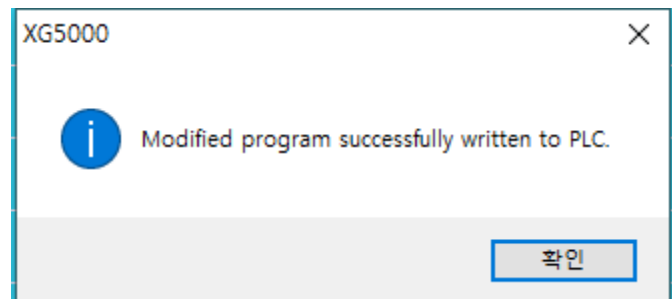 XG5000
Modified program successfully written to PLC.
확인